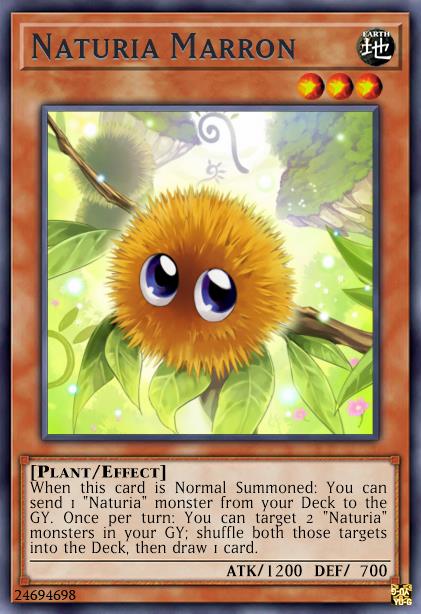 NATURIA MARRON
EARTH
地
[PLANT/EFFECT]
When this card is Normal Summoned: You can
send 1 "Naturia" monster from your Deck to the
GY. Once per turn: You can target 2 "Naturia"
monsters in your GY; shuffle both those targets
into the Deck, then draw 1 card.
ATK/1200 DEF/ 700
24694698